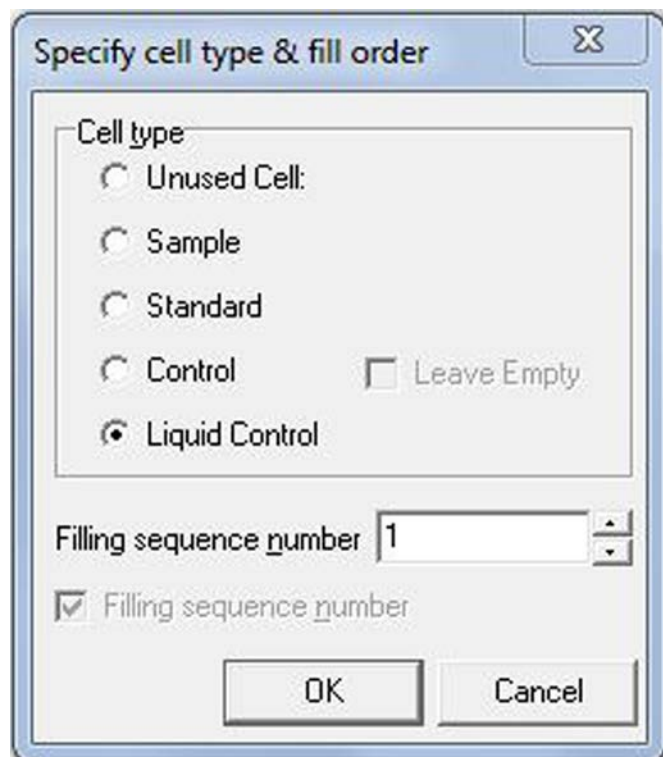 Specify cell type & fill order
Cell type
Unused Cell:
Sample
Standard
Control Leave Empty
Liquid Control
Filling sequence number 1
Filling sequence number
OK Cancel